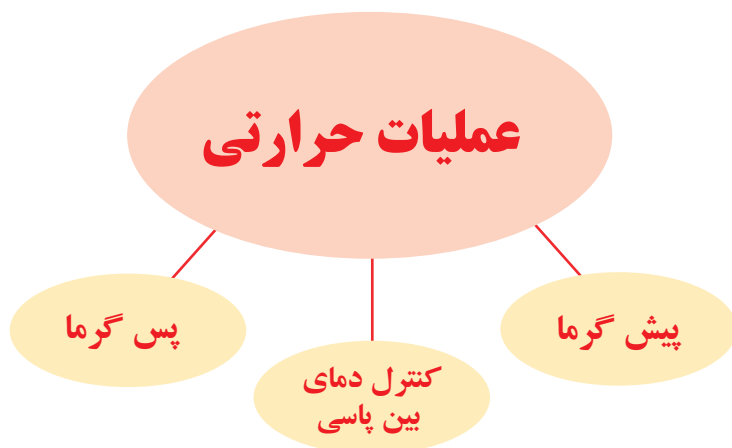 عملیات حرارتی
پیش گرما
کنترل دمای
بین پاسی
پس گرما